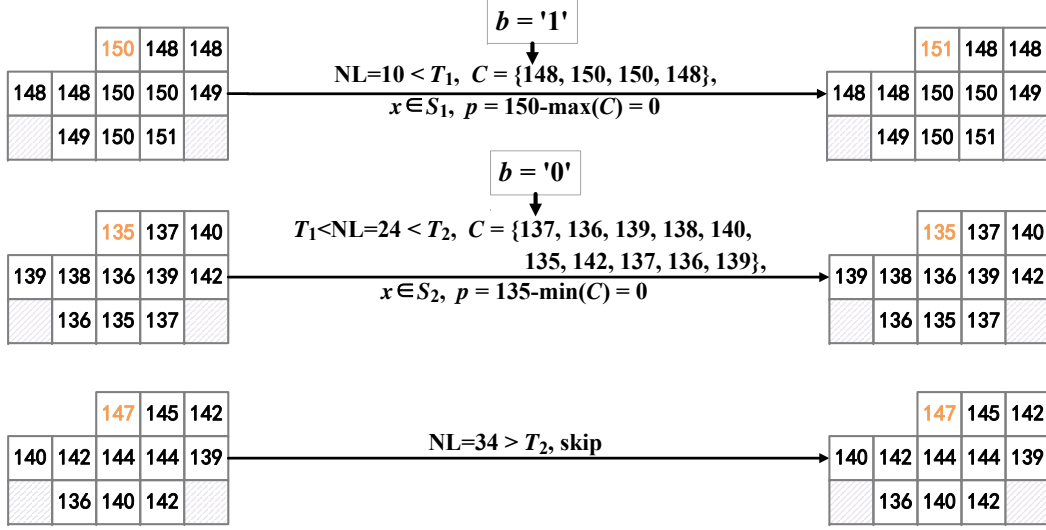 b = '1'
150 148 148
NL=10 < T1, C = {148, 150, 150, 148},
151 148 148
148 148 150 150 149
x∈S1, p = 150-max(C) = 0
148 148 150 150 149
149 150 151
149 150 151
b = '0'
135 137 140
T1<NL=24 < T2, C = {137, 136, 139, 138, 140,
135, 142, 137, 136, 139},
135 137 140
139 138 136 139 142
x∈S2, p = 135-min(C) = 0
139 138 136 139 142
136 135 137
136 135 137
147 145 142
NL=34 > T2, skip
147 145 142
140 142 144 144 139
140 142 144 144 139
136 140 142
136 140 142